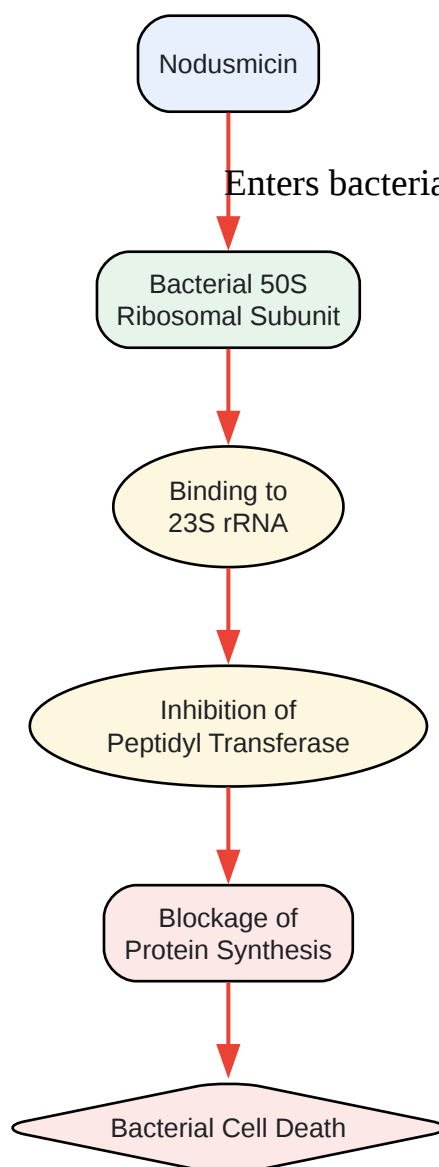 Nodusmicin
Enters bacteria
Bacterial 50S
Ribosomal Subunit
Binding to
23S rRNA
Inhibition of
Peptidyl Transferase
Blockage of
Protein Synthesis
Bacterial Cell Death